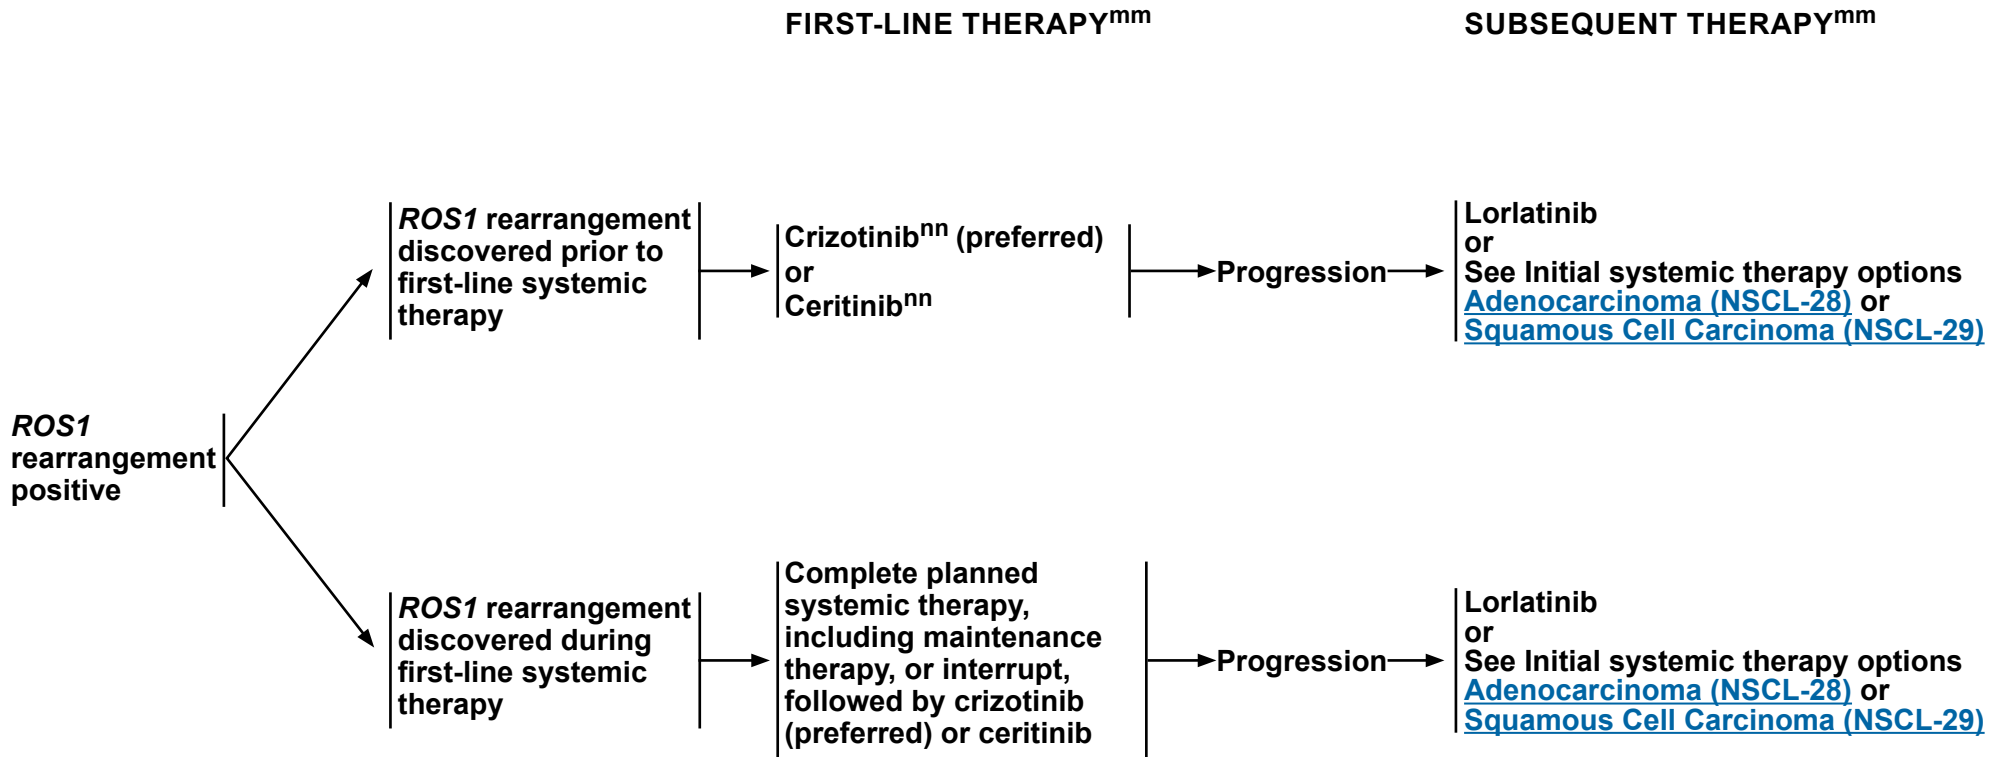 FIRST-LINE THERAPYmm
SUBSEQUENT THERAPYmm
ROS1
rearrangement
positive
ROS1 rearrangement
discovered prior to
first-line systemic
therapy
Crizotinibnn (preferred)
or
Ceritinibnn
Progression
Lorlatinib
or
See Initial systemic therapy options
Adenocarcinoma (NSCL-28) or
Squamous Cell Carcinoma (NSCL-29)
ROS1 rearrangement
discovered during
first-line systemic
therapy
Complete planned
systemic therapy,
including maintenance
therapy, or interrupt,
followed by crizotinib
(preferred) or ceritinib
Progression
Lorlatinib
or
See Initial systemic therapy options
Adenocarcinoma (NSCL-28) or
Squamous Cell Carcinoma (NSCL-29)